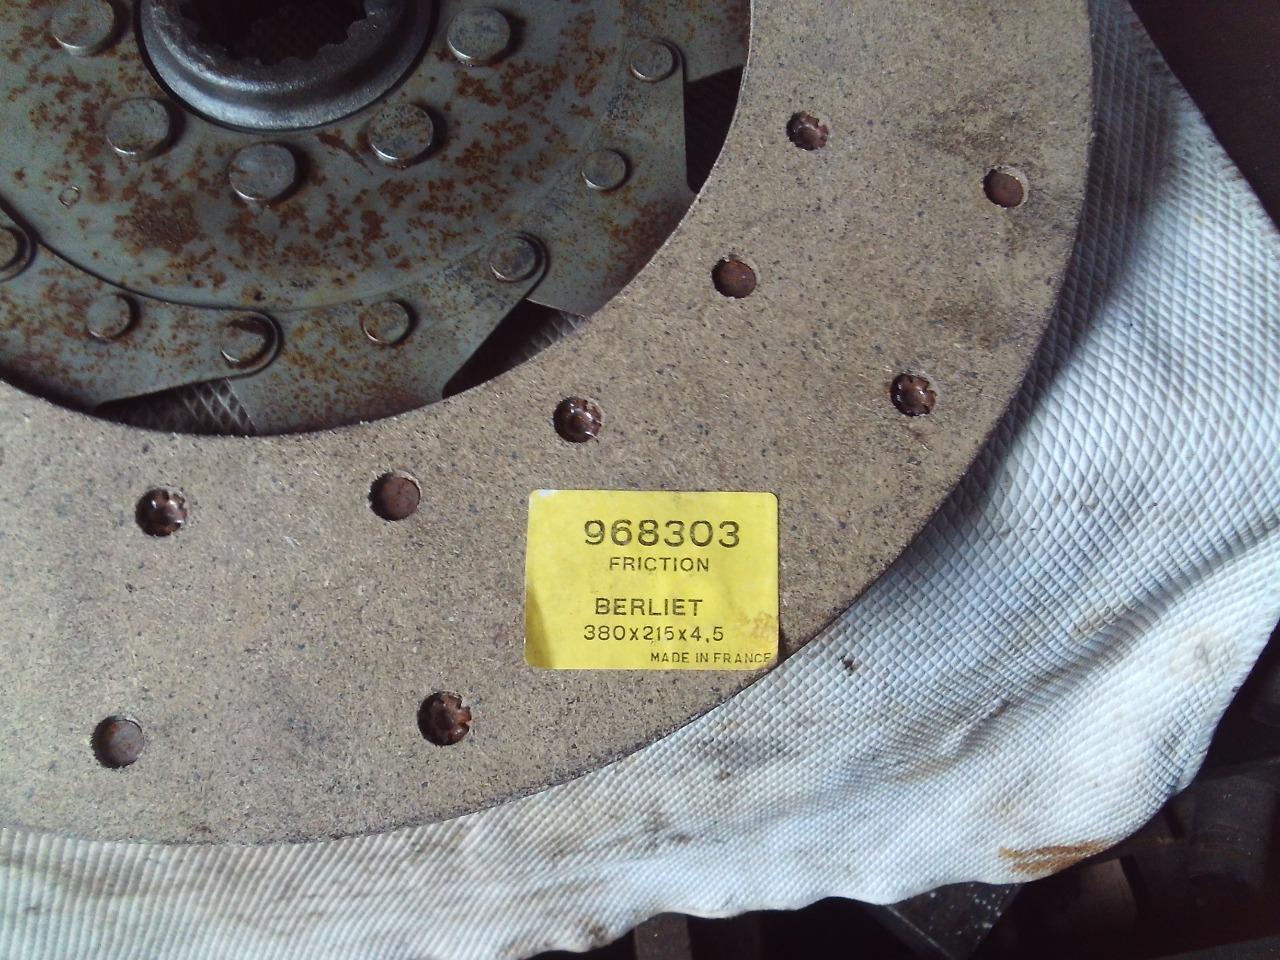 968303
FRICTION
BERLIET
380x215x4,5
MADE IN FRANCE